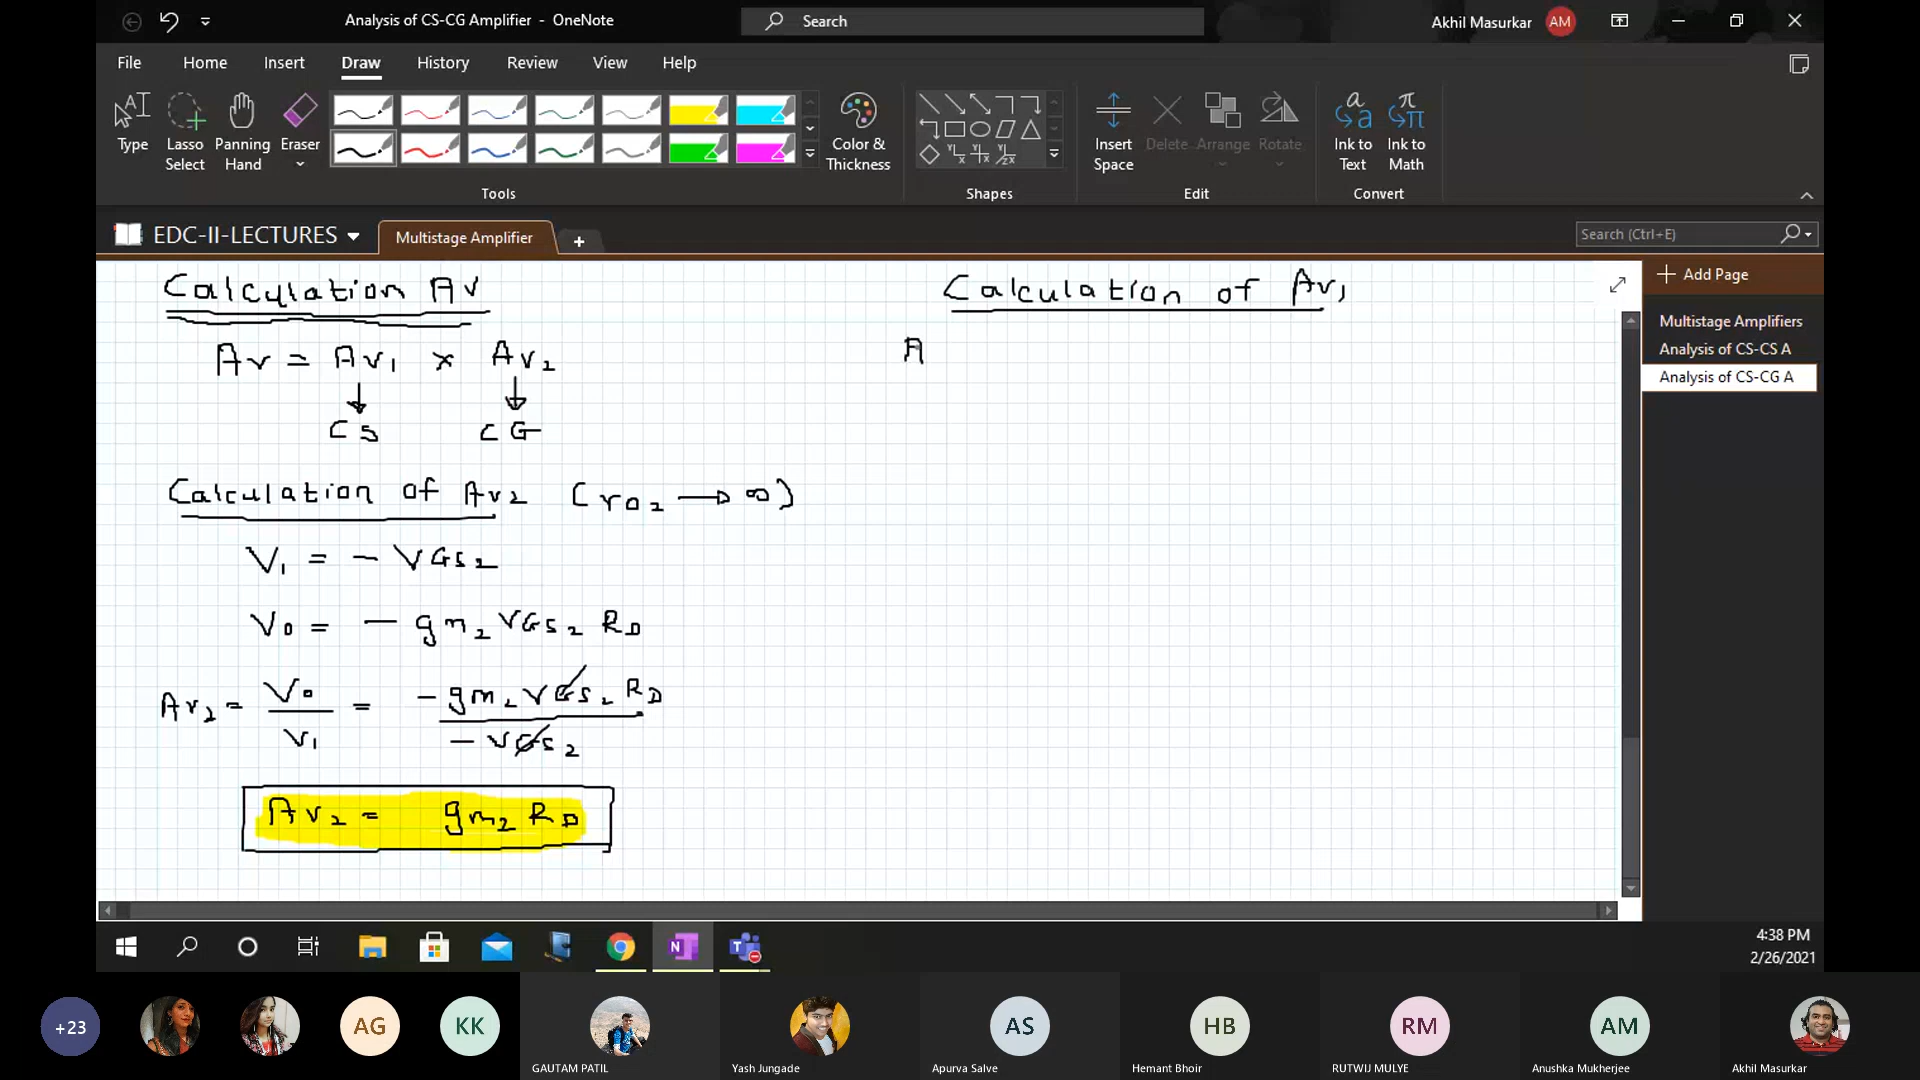 Analysis of CS-CG Amplifier - OneNote
Search
Akhil Masurkar AM
File Home Insert Draw History Review View Help
Type
Lasso Select
Panning Hand
Eraser
Color & Thickness
Insert Space
Delete
Arrange
Rotate
Ink to Text
Ink to Math
Tools
Shapes
Edit
Convert
EDC-II-LECTURES
Multistage Amplifier
Search (Ctrl+E)
Add Page
Multistage Amplifiers
Analysis of CS-CS A
Analysis of CS-CG A
Calculation Av
Av = Av1 x Av2
↓ ↓
CS CG
Calculation of Av2 (ro2 → ∞)
V1 = - VGS2
Vo = - gm2 VGS2 RD
Av2 = Vo / V1 = - gm2 VGS2 RD / - VGS2
Av2 = gm2 RD
Calculation of Av1
A
4:38 PM
2/26/2021
+23
AG
KK
AS
HB
RM
AM
GAUTAM PATIL
Yash Jungade
Apurva Salve
Hemant Bhoir
RUTWIJ MULYE
Anushka Mukherjee
Akhil Masurkar